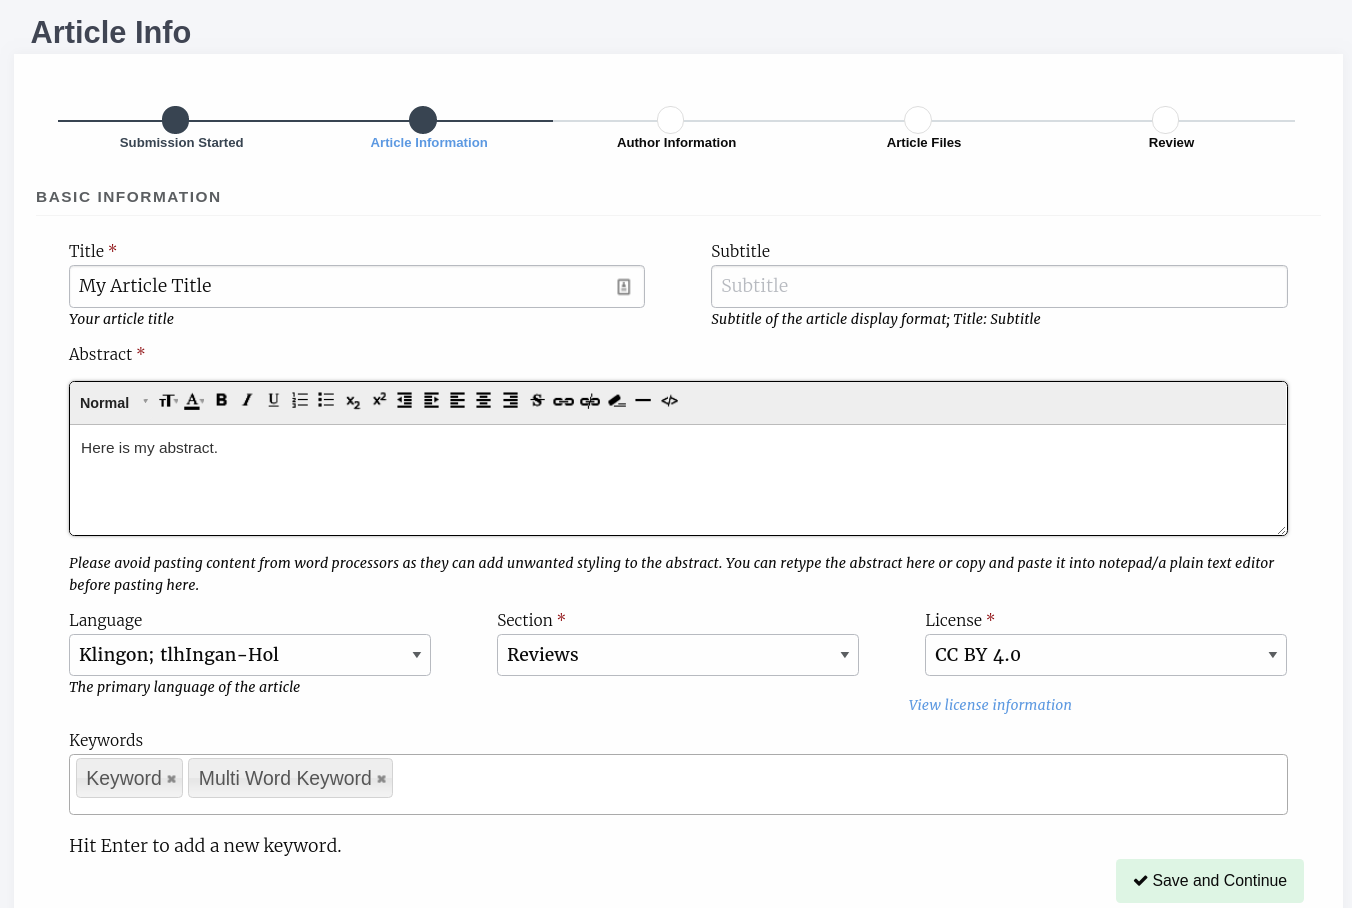 Article Info
Submission Started
Article Information
Author Information
Article Files
Review
BASIC INFORMATION
Title *
Subtitle
My Article Title
Subtitle
Your article title
Subtitle of the article display format; Title: Subtitle
Abstract *
Normal
Here is my abstract.
Please avoid pasting content from word processors as they can add unwanted styling to the abstract. You can retype the abstract here or copy and paste it into notepad/a plain text editor
before pasting here.
Language
Section *
License *
Klingon; tlhIngan-Hol
Reviews
CC BY 4.0
The primary language of the article
View license information
Keywords
Keyword ✖ Multi Word Keyword ✖
Hit Enter to add a new keyword.
✔ Save and Continue